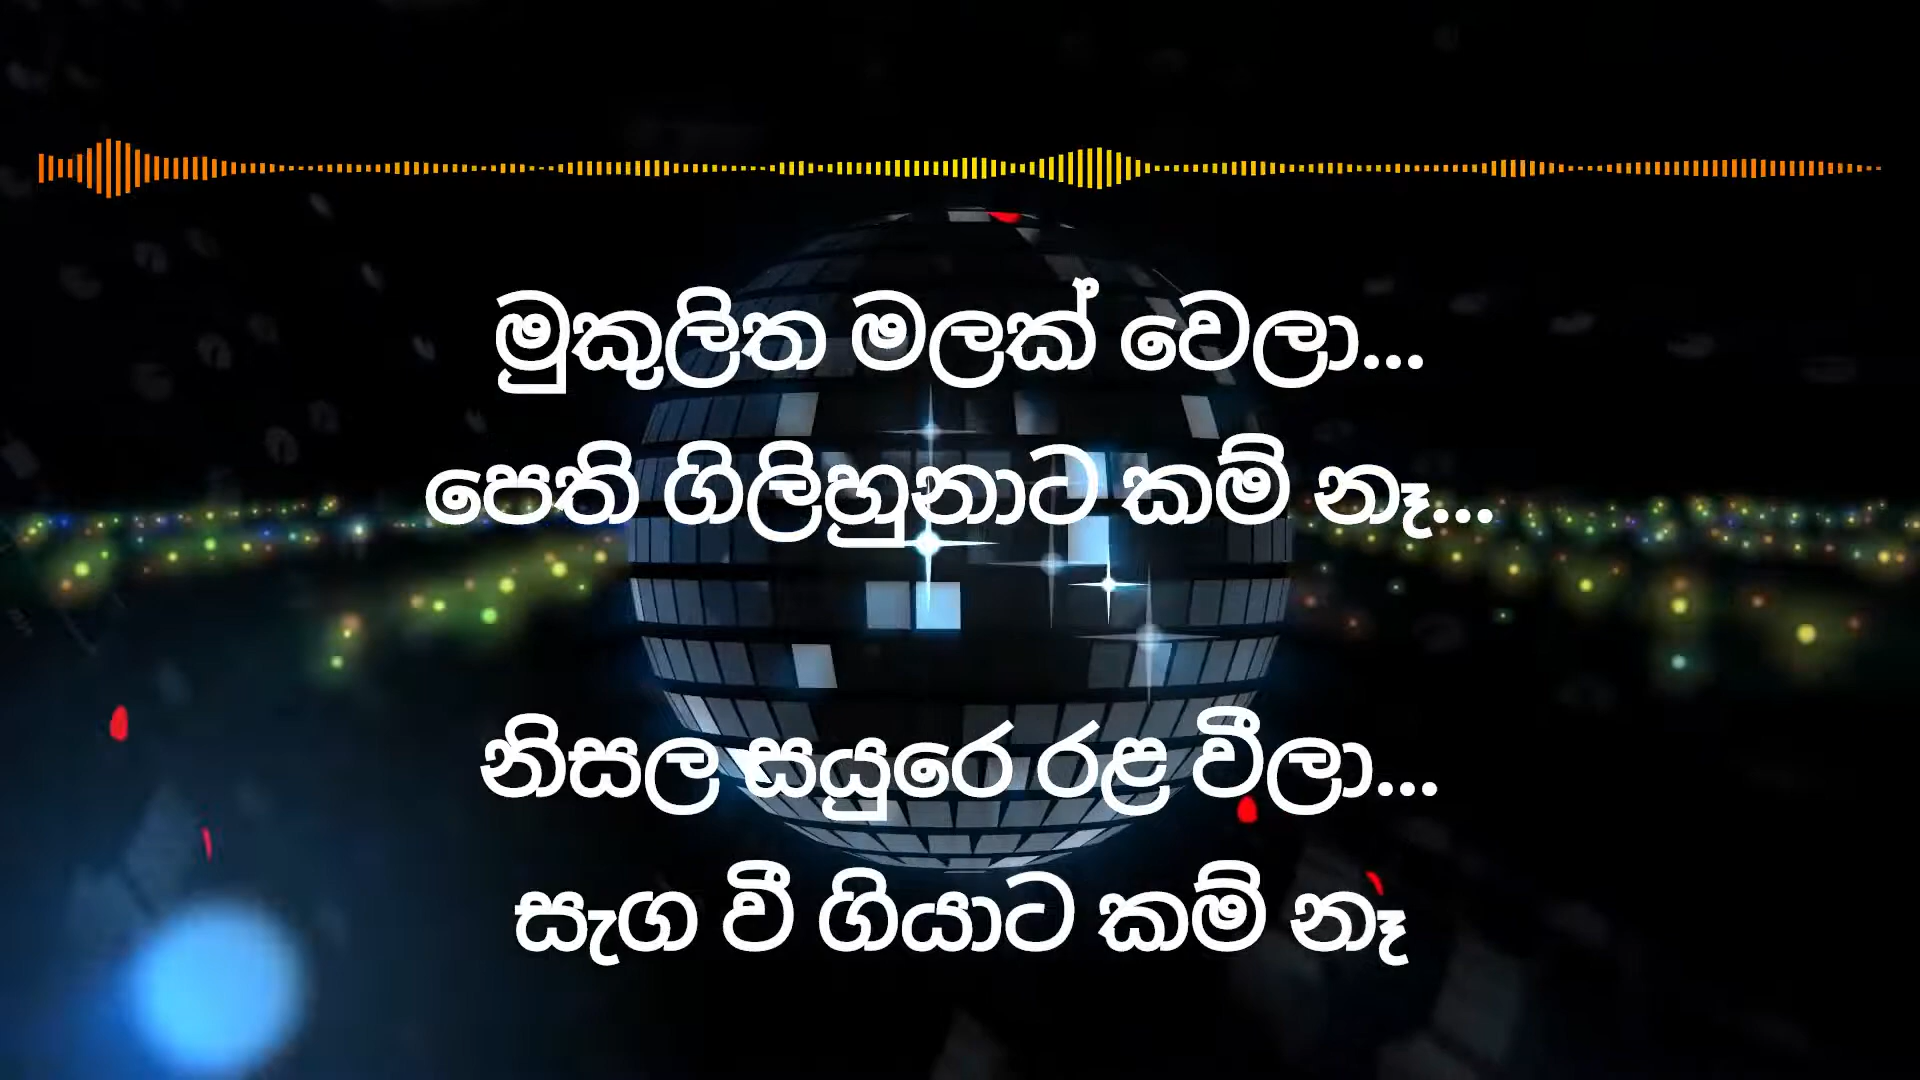 මුකුලිත මලක් වෙලා...
පෙති ගිලිහුනාට කම් නෑ...
නිසල සයුරෙ රළ වීලා...
සැඟ වී ගියාට කම් නෑ